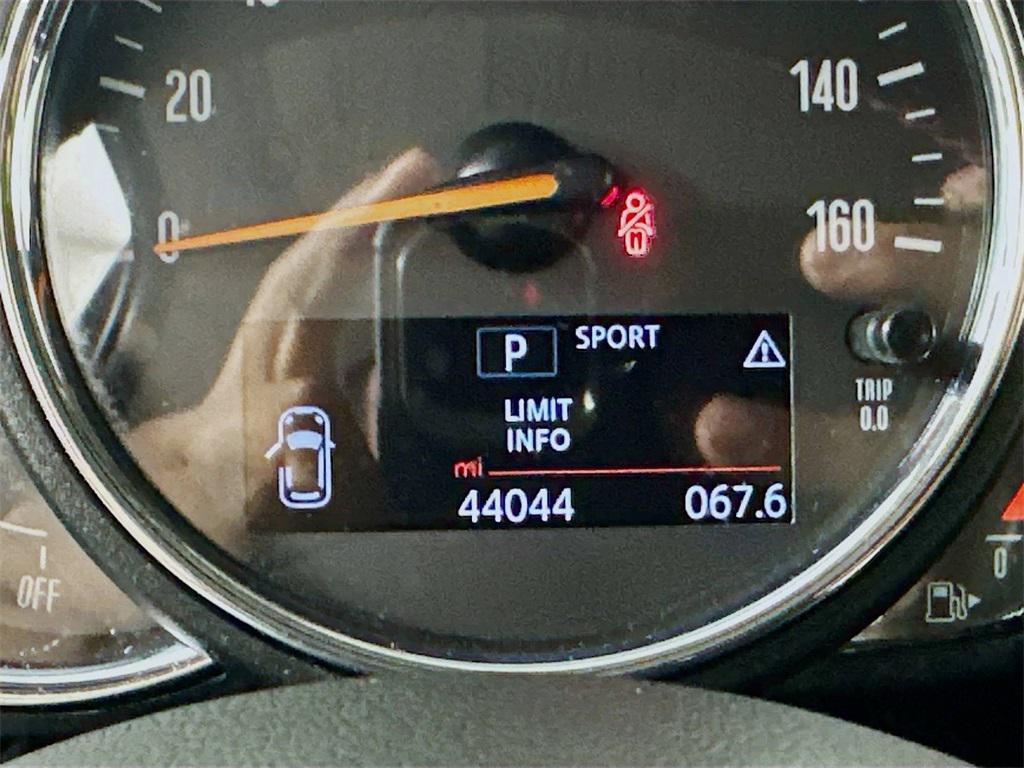 20
140
0
160
P SPORT
LIMIT
INFO
mi
44044 067.6
TRIP
0.0
OFF
0